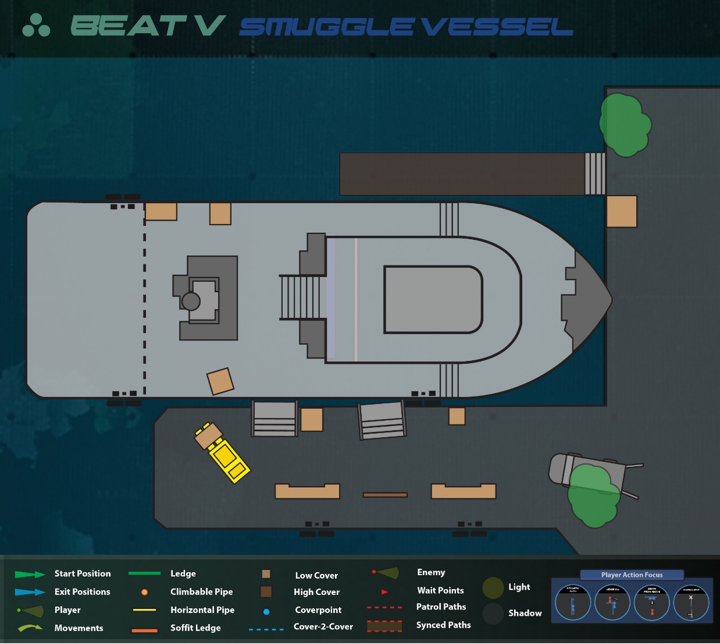 BEAT V SMUGGLE VESSEL
Start Position
Exit Positions
Player
Movements
Ledge
Climbable Pipe
Horizontal Pipe
Soffit Ledge
Low Cover
High Cover
Coverpoint
Cover-2-Cover
Enemy
Wait Points
Patrol Paths
Synced Paths
Light
Shadow
Player Action Focus